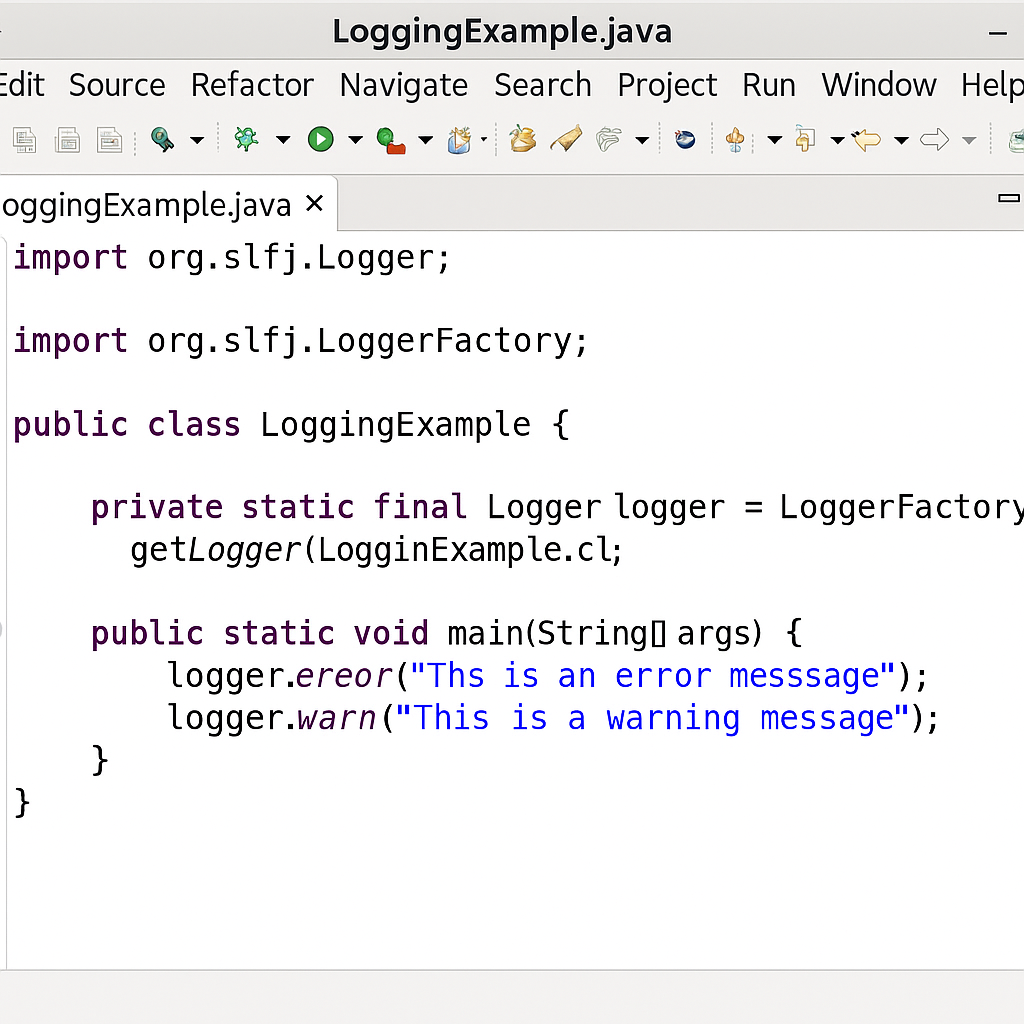 LoggingExample.java
Edit Source Refactor Navigate Search Project Run Window Help
oggingExample.java ✕
import org.slfj.Logger;
import org.slfj.LoggerFactory;
public class LoggingExample {
private static final Logger logger = LoggerFactory
getLogger(LogginExample.cl;
public static void main(String[] args) {
logger.ereor("Ths is an error messsage");
logger.warn("This is a warning message");
}
}